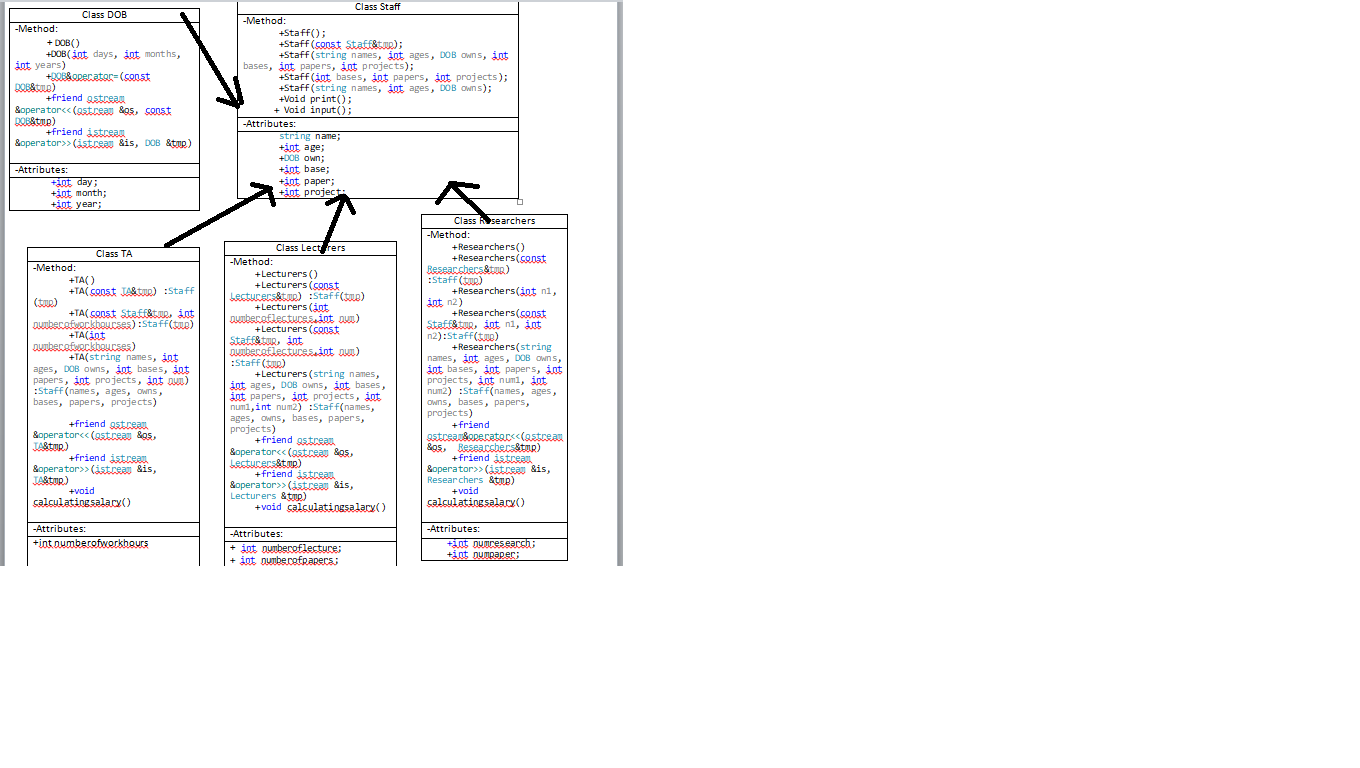 Class DOB
-Method:
+ DOB()
+DOB(int days, int months,
int years)
+DOB&operator=(const
DOB&tmp)
+friend ostream
&operator<<(ostream &os, const
DOB&tmp)
+friend istream
&operator>>(istream &is, DOB &tmp)
-Attributes:
+int day;
+int month;
+int year;
Class Staff
-Method:
+Staff();
+Staff(const Staff&tmp);
+Staff(string names, int ages, DOB owns, int
bases, int papers, int projects);
+Staff(int bases, int papers, int projects);
+Staff(string names, int ages, DOB owns);
+Void print();
+ Void input();
-Attributes:
string name;
+int age;
+DOB own;
+int base;
+int paper;
+int project;
Class TA
-Method:
+TA()
+TA(const TA&tmp) :Staff
(tmp)
+TA(const Staff&tmp, int
numberofworkhourses):Staff(tmp)
+TA(int
numberofworkhourses)
+TA(string names, int
ages, DOB owns, int bases, int
papers, int projects, int num)
:Staff(names, ages, owns,
bases, papers, projects)
+friend ostream
&operator<<(ostream &os,
TA&tmp)
+friend istream
&operator>>(istream &is,
TA&tmp)
+void
calculatingsalary()
-Attributes:
+int numberofworkhours
Class Lecturers
-Method:
+Lecturers()
+Lecturers(const
Lecturers&tmp) :Staff(tmp)
+Lecturers(int
numberoflectures,int num)
+Lecturers(const
Staff&tmp, int
numberoflectures,int num)
:Staff(tmp)
+Lecturers(string names,
int ages, DOB owns, int bases,
int papers, int projects, int
num1,int num2) :Staff(names,
ages, owns, bases, papers,
projects)
+friend ostream
&operator<<(ostream &os,
Lecturers&tmp)
+friend istream
&operator>>(istream &is,
Lecturers &tmp)
+void calculatingsalary()
-Attributes:
+ int numberoflecture;
+ int numberofpapers;
Class Researchers
-Method:
+Researchers()
+Researchers(const
Researchers&tmp)
:Staff(tmp)
+Researchers(int n1,
int n2)
+Researchers(const
Staff&tmp, int n1, int
n2):Staff(tmp)
+Researchers(string
names, int ages, DOB owns,
int bases, int papers, int
projects, int num1, int
num2) :Staff(names, ages,
owns, bases, papers,
projects)
+friend
ostream&operator<<(ostream
&os, Researchers&tmp)
+friend istream
&operator>>(istream &is,
Researchers &tmp)
+void
calculatingsalary()
-Attributes:
+int numresearch;
+int numpaper;